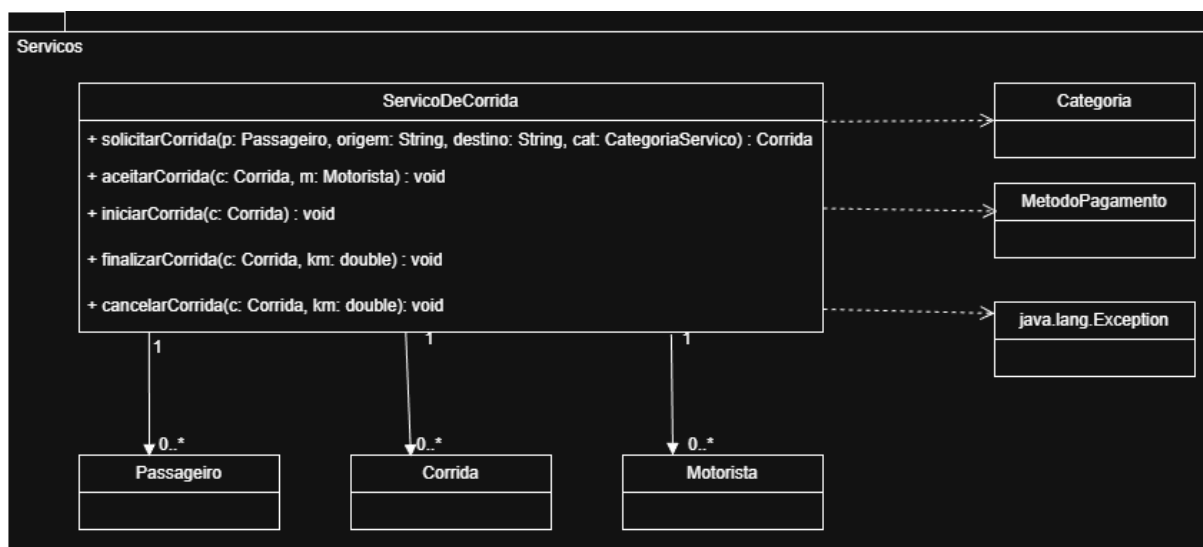 Servicos
ServicoDeCorrida
+ solicitarCorrida(p: Passageiro, origem: String, destino: String, cat: CategoriaServico) : Corrida
+ aceitarCorrida(c: Corrida, m: Motorista) : void
+ iniciarCorrida(c: Corrida) : void
+ finalizarCorrida(c: Corrida, km: double) : void
+ cancelarCorrida(c: Corrida, km: double): void
Categoria
MetodoPagamento
java.lang.Exception
1
1
1
0..*
0..*
0..*
Passageiro
Corrida
Motorista